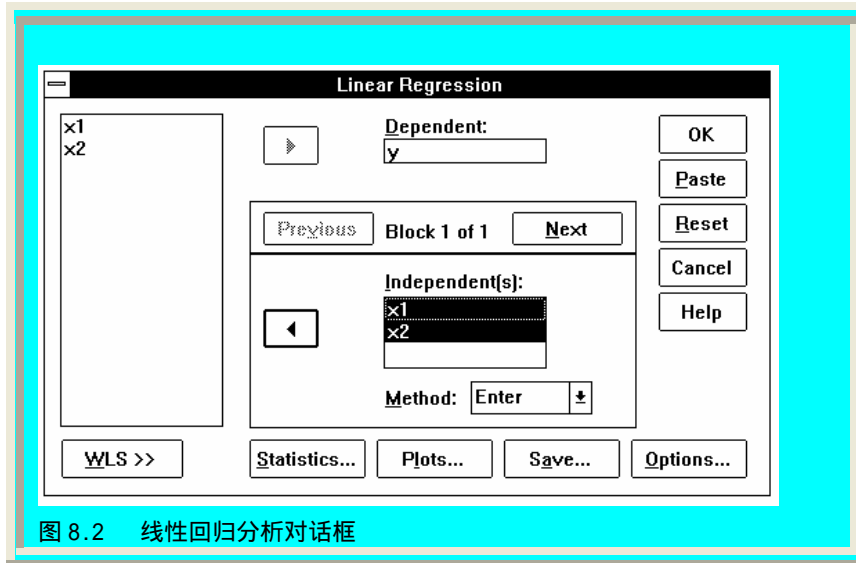 Linear Regression
x1
x2
Dependent:
y
OK
Paste
Reset
Cancel
Help
Previous
Block 1 of 1
Next
Independent(s):
x1
x2
Method:
Enter
WLS >>
Statistics...
Plots...
Save...
Options...
图 8.2 线性回归分析对话框